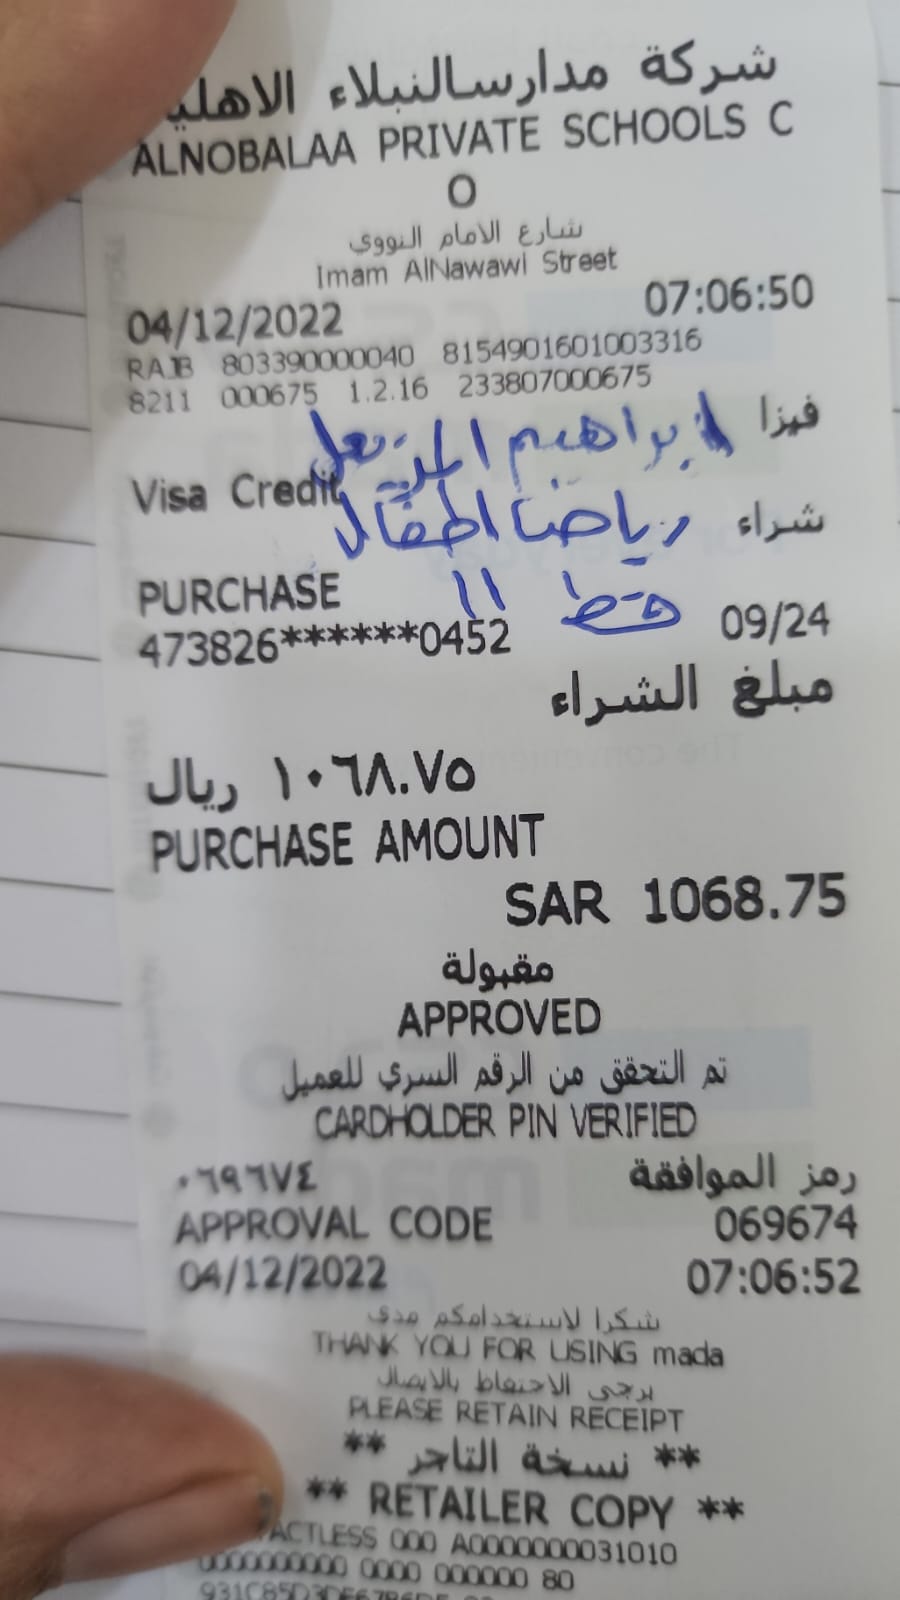 شركة مدارسالنبلاء الاهلي
ALNOBALAA PRIVATE SCHOOLS C
O
شارع الامام النووي
Imam AlNawawi Street
04/12/2022 07:06:50
RAJB 803390000040 8154901601003316
8211 000675 1.2.16 233807000675
فيزا
ابراهيم
Visa Credit
شراء
رياض اطفال
PURCHASE
قسط 11
473826******0452 09/24
مبلغ الشراء
١٠٦٨.٧٥ ريال
PURCHASE AMOUNT
SAR 1068.75
مقبولة
APPROVED
تم التحقق من الرقم السري للعميل
CARDHOLDER PIN VERIFIED
رمز الموافقة ٠٦٩٦٧٤
APPROVAL CODE 069674
04/12/2022 07:06:52
شكرا لاستخدامكم مدى
THANK YOU FOR USING mada
يرجى الاحتفاظ بالايصال
PLEASE RETAIN RECEIPT
** نسخة التاجر **
** RETAILER COPY **
ACTLESS 000 A0000000031010
0000000000 0000 000000 80